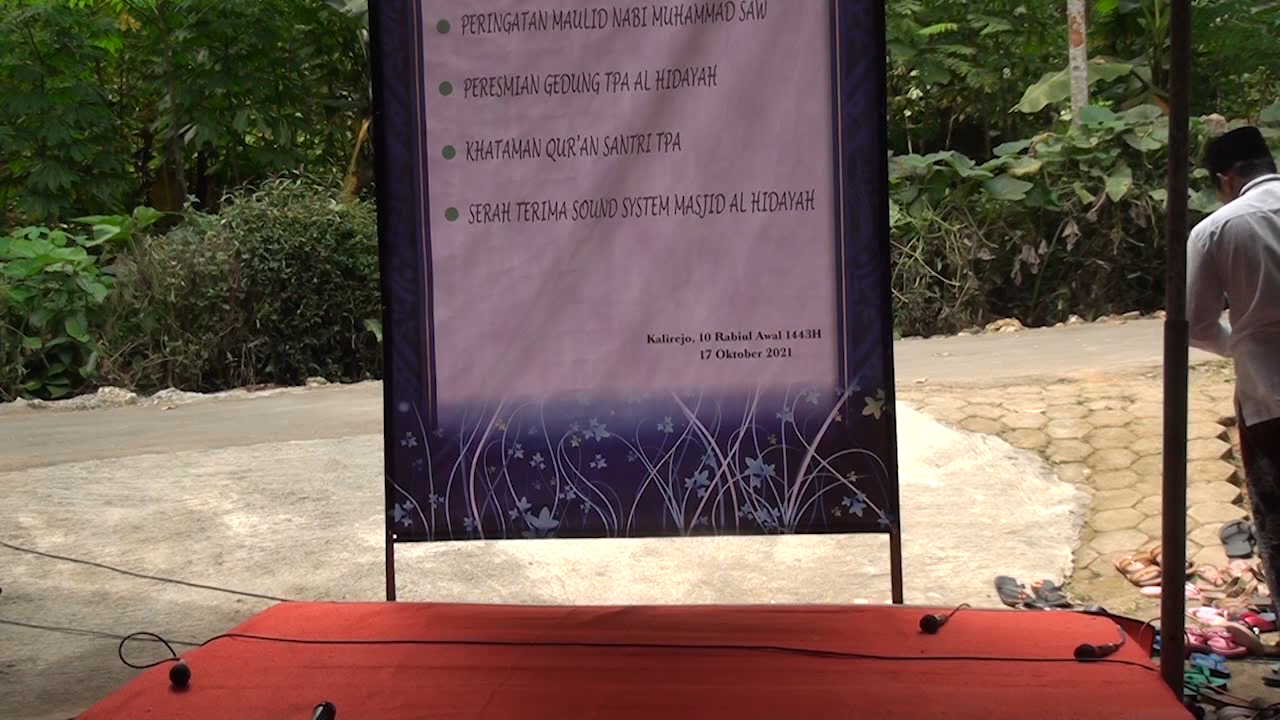 PERINGATAN MAULID NABI MUHAMMAD SAW
PERESMIAN GEDUNG TPA AL HIDAYAH
KHATAMAN QUR'AN SANTRI TPA
SERAH TERIMA SOUND SYSTEM MASJID AL HIDAYAH
Kalirejo, 10 Rabiul Awal 1443H
17 Oktober 2021